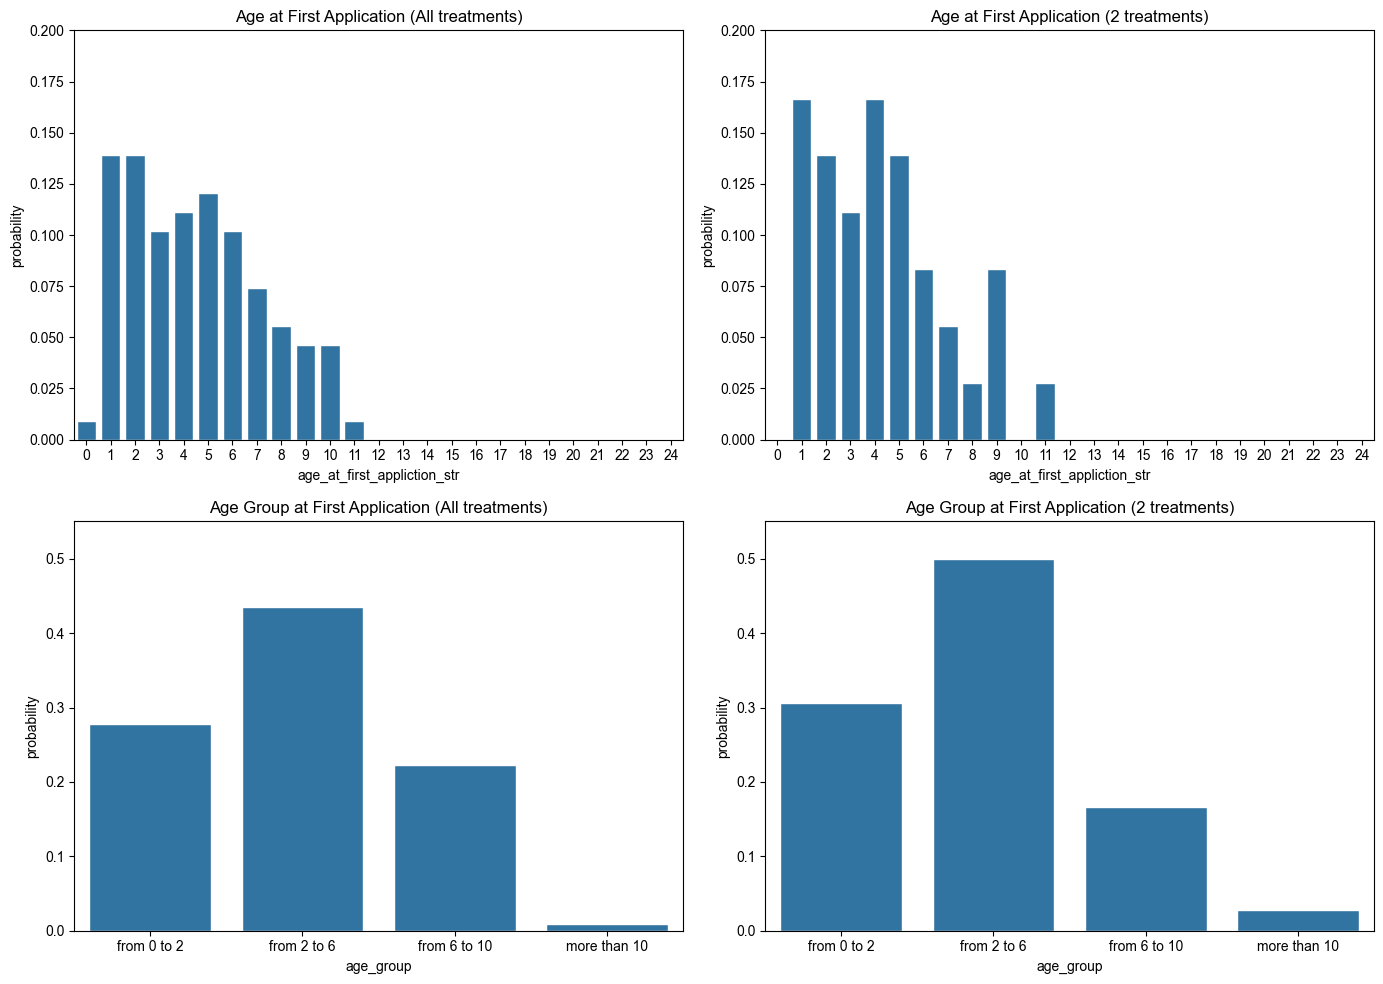 Age at First Application (All treatments)
0.200
0.175
0.150
0.125
0.100
0.075
0.050
0.025
0.000
probability
0 1 2 3 4 5 6 7 8 9 10 11 12 13 14 15 16 17 18 19 20 21 22 23 24
age_at_first_appliction_str
Age at First Application (2 treatments)
0.200
0.175
0.150
0.125
0.100
0.075
0.050
0.025
0.000
probability
0 1 2 3 4 5 6 7 8 9 10 11 12 13 14 15 16 17 18 19 20 21 22 23 24
age_at_first_appliction_str
Age Group at First Application (All treatments)
0.5
0.4
0.3
0.2
0.1
0.0
probability
from 0 to 2 from 2 to 6 from 6 to 10 more than 10
age_group
Age Group at First Application (2 treatments)
0.5
0.4
0.3
0.2
0.1
0.0
probability
from 0 to 2 from 2 to 6 from 6 to 10 more than 10
age_group